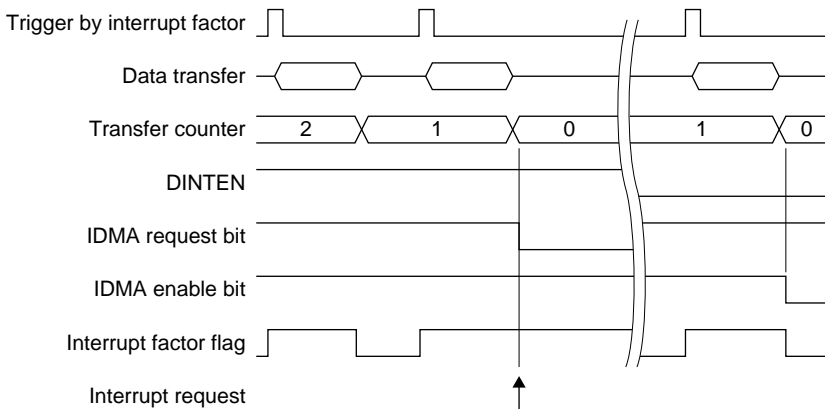 Trigger by interrupt factor
Data transfer
Transfer counter 2 1 0 1 0
DINTEN
IDMA request bit
IDMA enable bit
Interrupt factor flag
Interrupt request